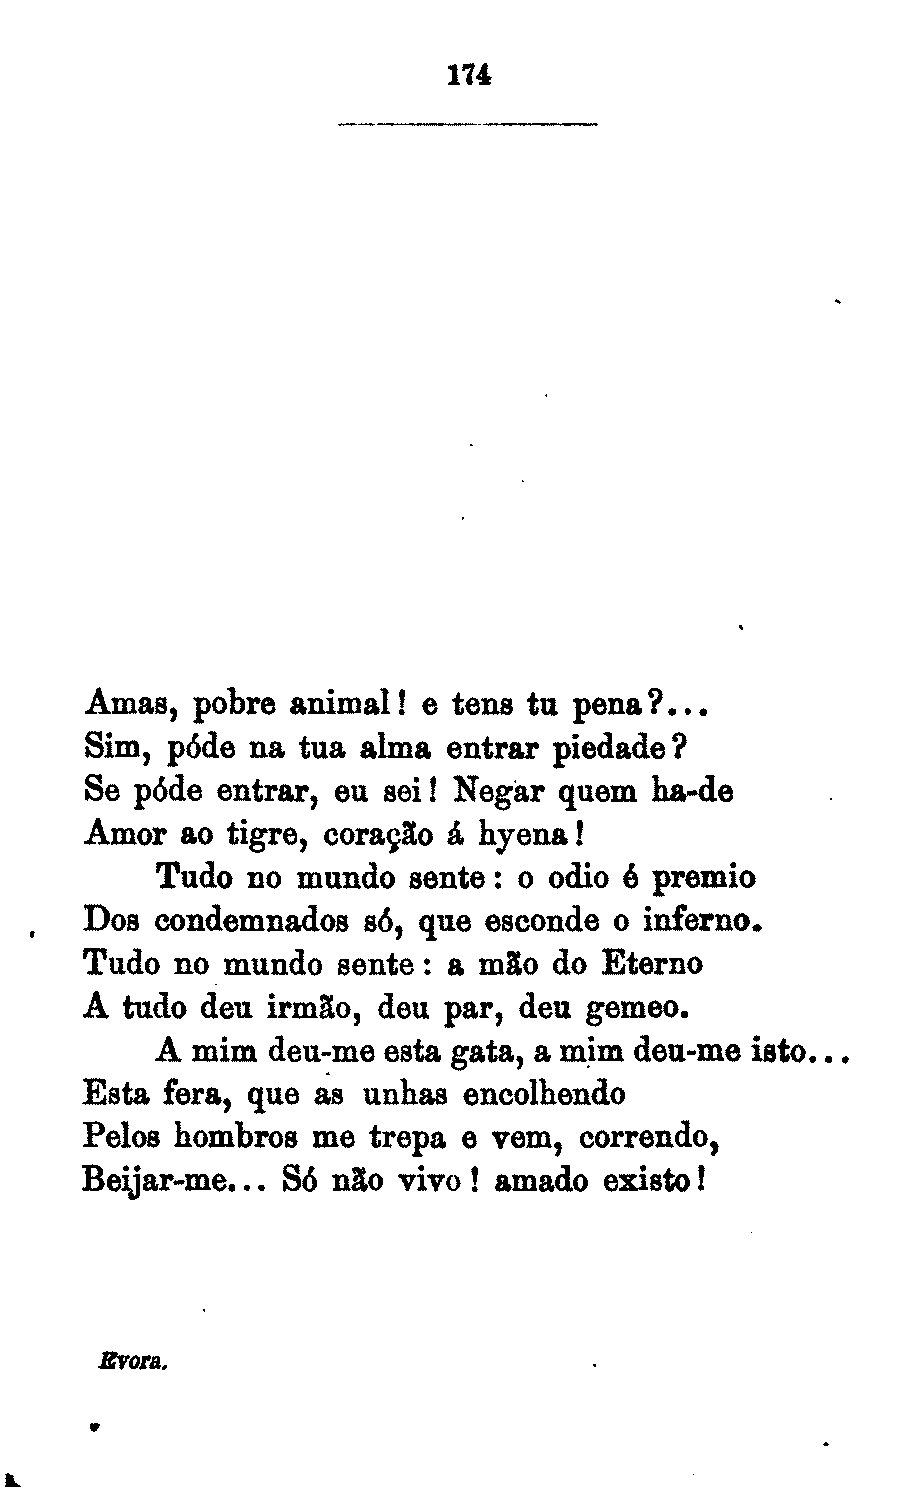 174
Amas, pobre animal! e tens tu pena?...
Sim, póde na tua alma entrar piedade?
Se póde entrar, eu sei! Negar quem ha-de
Amor ao tigre, coração á hyena!
Tudo no mundo sente: o odio é premio
Dos condemnados só, que esconde o inferno.
Tudo no mundo sente: a mão do Eterno
A tudo deu irmão, deu par, deu gemeo.
A mim deu-me esta gata, a mim deu-me isto...
Esta fera, que as unhas encolhendo
Pelos hombros me trepa e vem, correndo,
Beijar-me... Só não vivo! amado existo!
Evora.